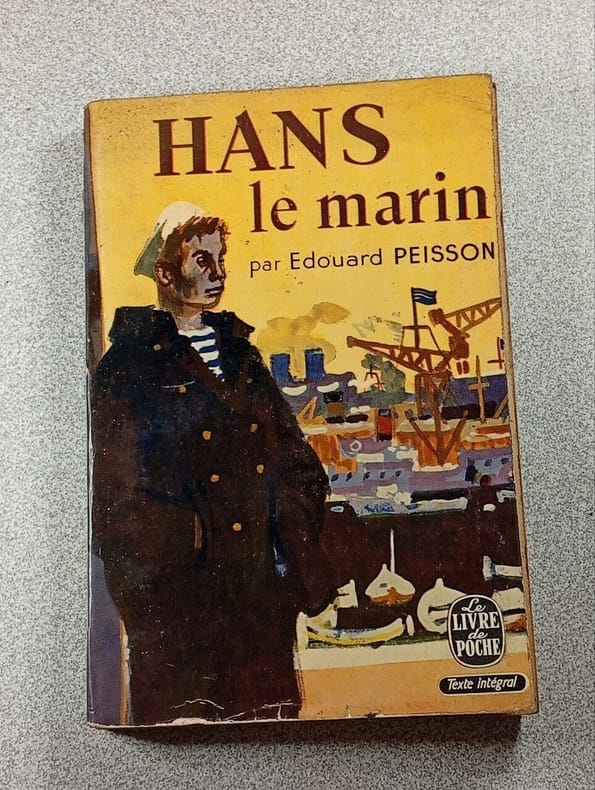 HANS
le marin
par Edouard PEISSON
Le
LIVRE
de
POCHE
Texte intégral